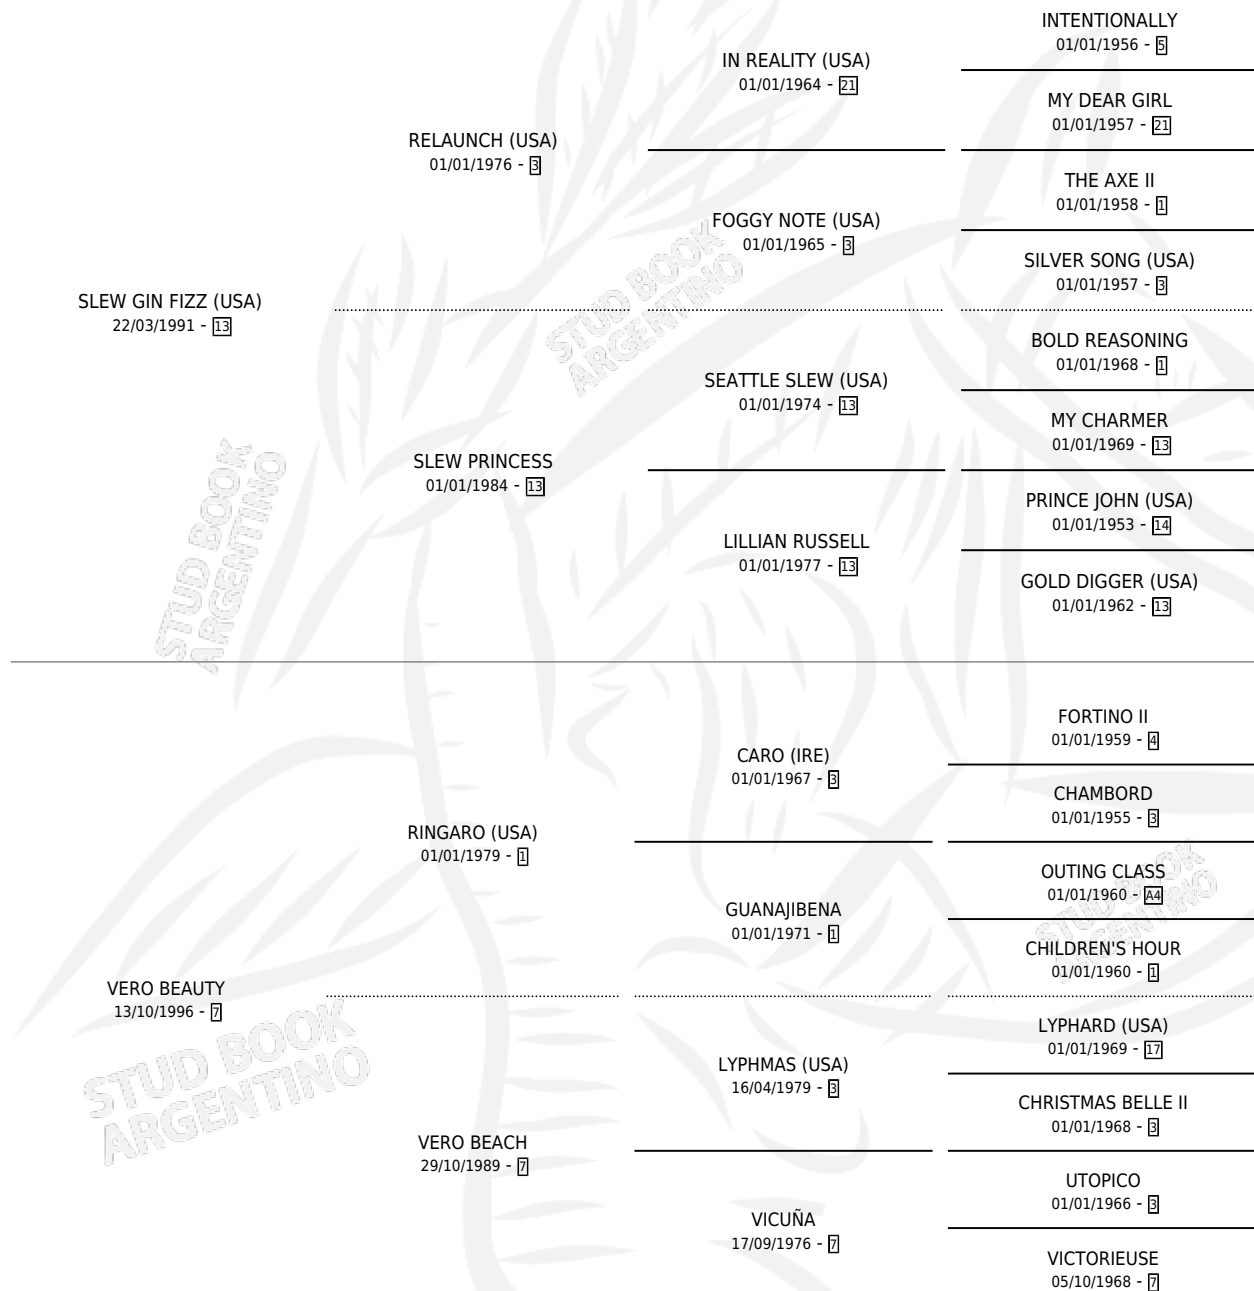 INTENTIONALLY
01/01/1956 - 5
IN REALITY (USA)
01/01/1964 - 21
MY DEAR GIRL
01/01/1957 - 21
RELAUNCH (USA)
01/01/1976 - 3
THE AXE II
01/01/1958 - 1
FOGGY NOTE (USA)
01/01/1965 - 3
SILVER SONG (USA)
01/01/1957 - 3
SLEW GIN FIZZ (USA)
22/03/1991 - 13
BOLD REASONING
01/01/1968 - 1
SEATTLE SLEW (USA)
01/01/1974 - 13
MY CHARMER
01/01/1969 - 13
SLEW PRINCESS
01/01/1984 - 13
PRINCE JOHN (USA)
01/01/1953 - 14
LILLIAN RUSSELL
01/01/1977 - 13
GOLD DIGGER (USA)
01/01/1962 - 13
FORTINO II
01/01/1959 - 4
CARO (IRE)
01/01/1967 - 3
CHAMBORD
01/01/1955 - 3
RINGARO (USA)
01/01/1979 - 1
OUTING CLASS
01/01/1960 - A4
GUANAJIBENA
01/01/1971 - 1
CHILDREN'S HOUR
01/01/1960 - 1
VERO BEAUTY
13/10/1996 - 7
LYPHARD (USA)
01/01/1969 - 17
LYPHMAS (USA)
16/04/1979 - 3
CHRISTMAS BELLE II
01/01/1968 - 3
VERO BEACH
29/10/1989 - 7
UTOPICO
01/01/1966 - 3
VICUÑA
17/09/1976 - 7
VICTORIEUSE
05/10/1968 - 7
STUD BOOK
ARGENTINO
STUD BOOK
ARGENTINO
STUD BOOK
ARGENTINO
STUD BOOK
ARGENTINO